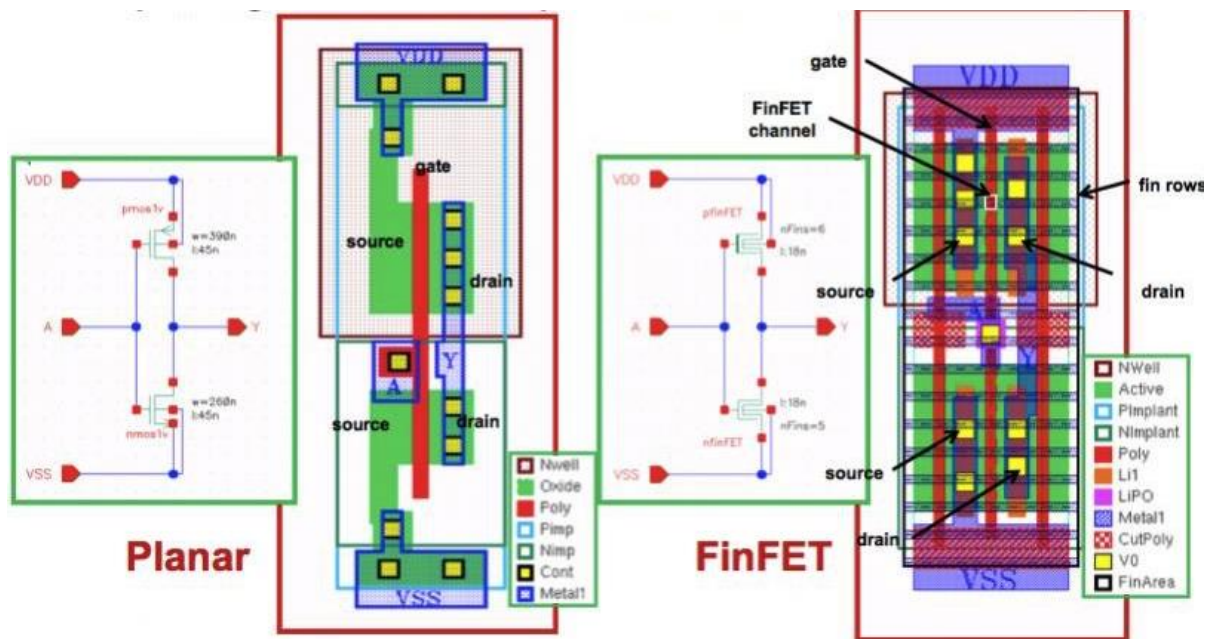 VDD
pmos1v
w=390n
l:45n
A
Y
w=260n
l:45n
nmos1v
VSS
Planar
VDD
gate
source
drain
A
Y
source
drain
VSS
Nwell
Oxide
Poly
Pimp
Nimp
Cont
Metal1
VDD
pfinFET
nFins=6
l:18n
A
Y
l:18n
nFins=5
nfinFET
VSS
FinFET
gate
FinFET
channel
VDD
fin rows
source
drain
A
Y
source
drain
VSS
NWell
Active
PImplant
NImplant
Poly
Li1
LiPO
Metal1
CutPoly
V0
FinArea